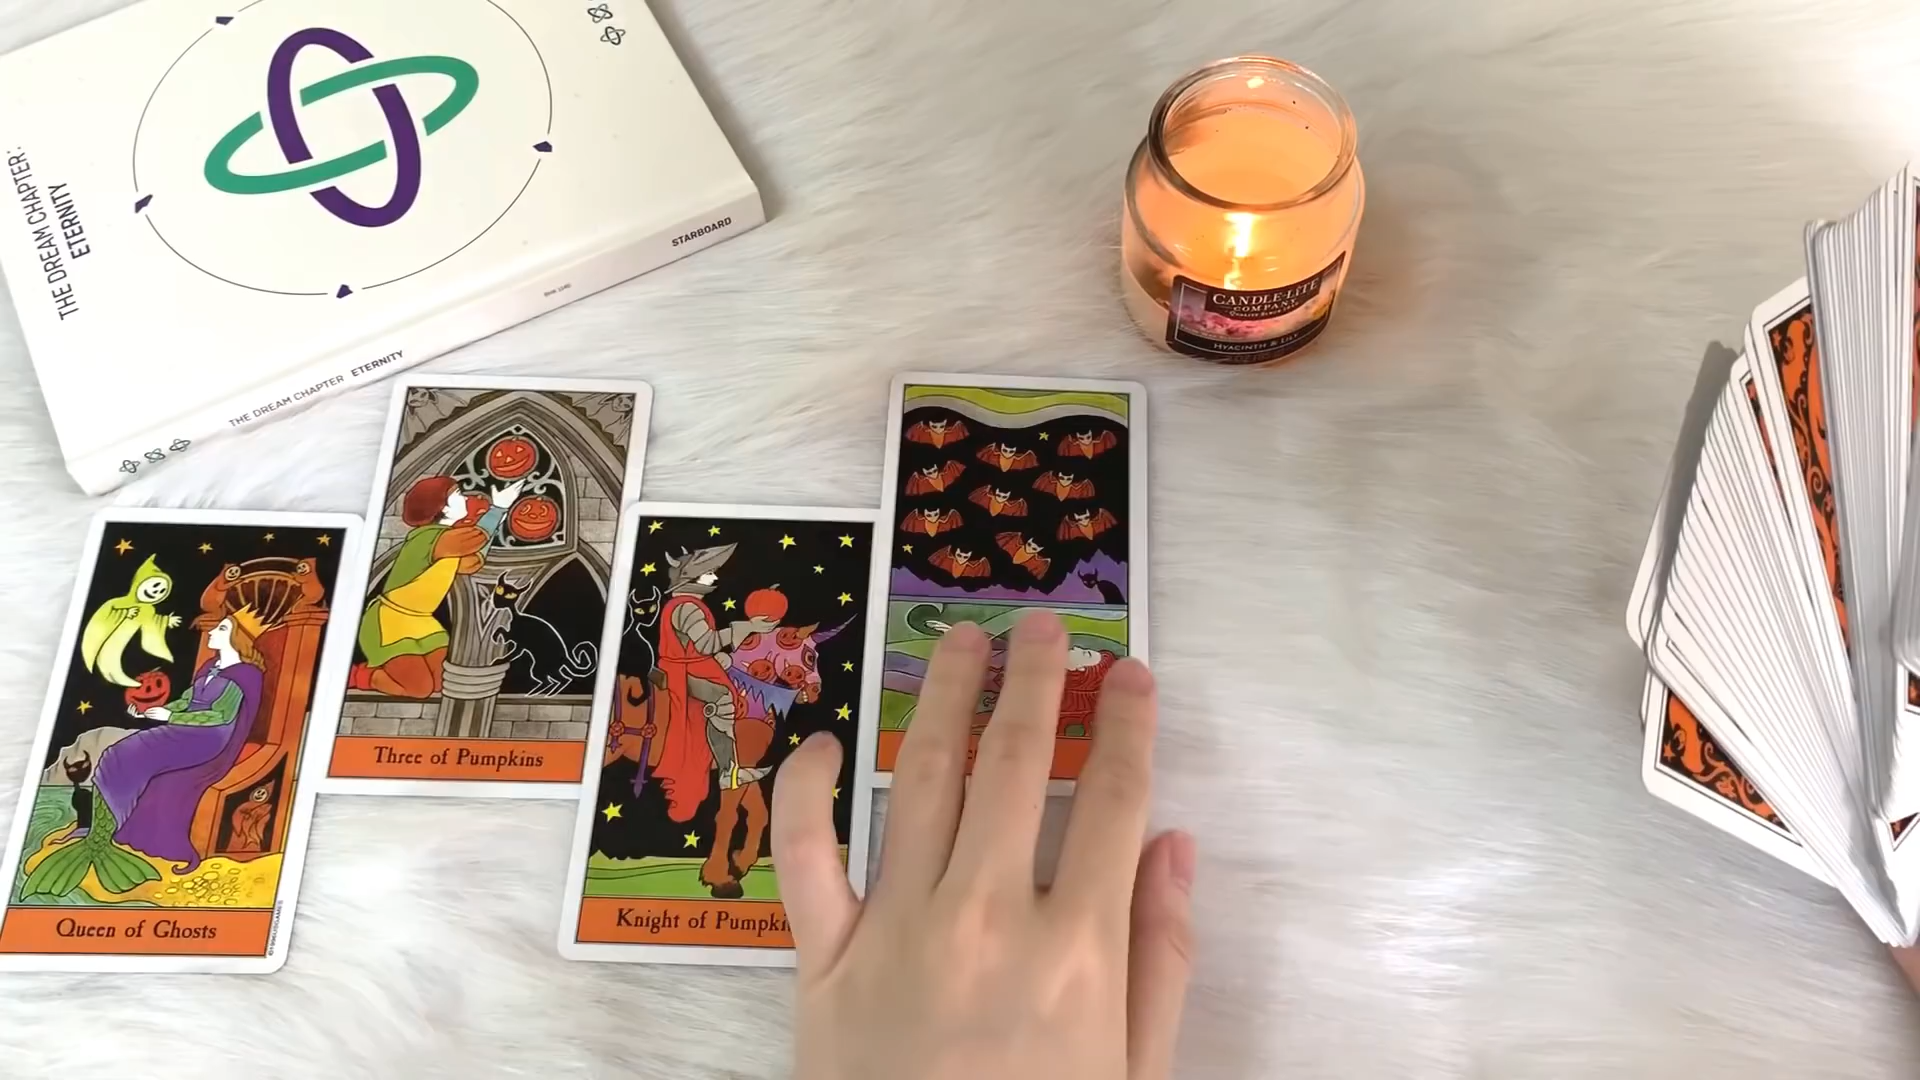 THE DREAM CHAPTER:
ETERNITY
STARBOARD
THE DREAM CHAPTER ETERNITY
CANDLE-LITE
COMPANY
HYACINTH & LILY
Three of Pumpkins
Queen of Ghosts
Knight of Pumpki